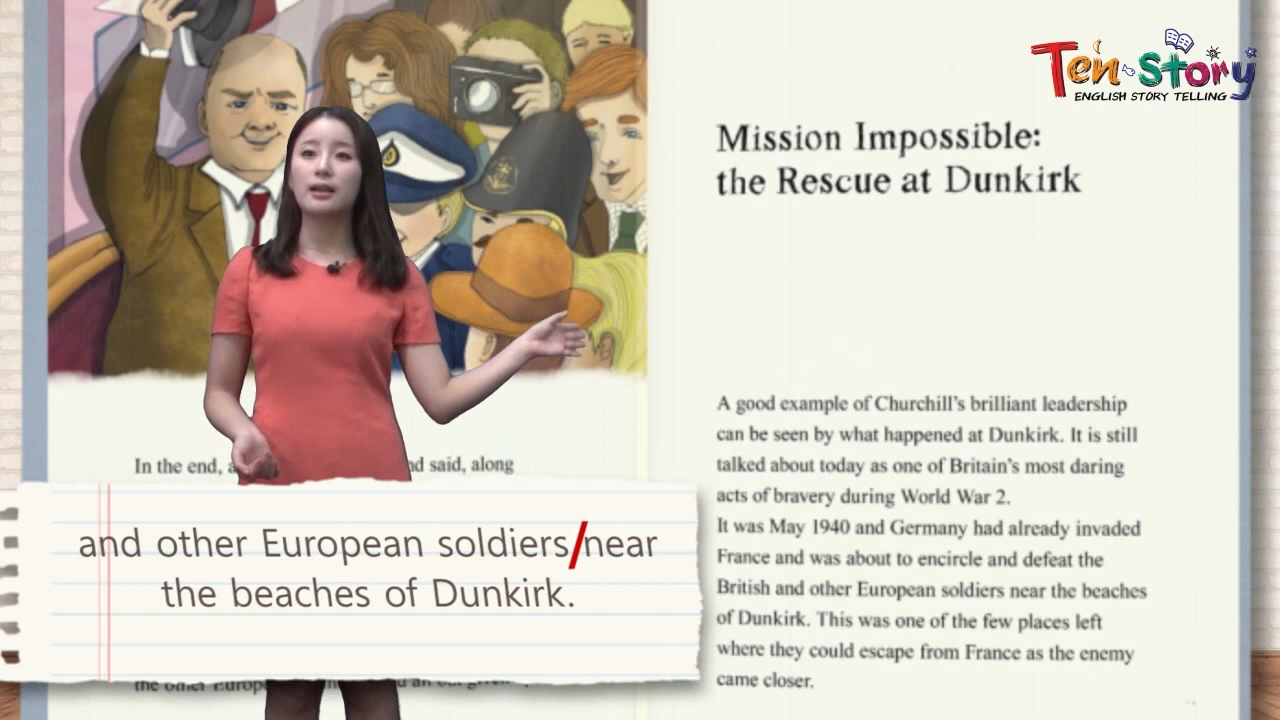 Ten Story
ENGLISH STORY TELLING
Mission Impossible:
the Rescue at Dunkirk
In the end, said, along
and other European soldiers/near
the beaches of Dunkirk.
the other
A good example of Churchill's brilliant leadership
can be seen by what happened at Dunkirk. It is still
talked about today as one of Britain's most daring
acts of bravery during World War 2.
It was May 1940 and Germany had already invaded
France and was about to encircle and defeat the
British and other European soldiers near the beaches
of Dunkirk. This was one of the few places left
where they could escape from France as the enemy
came closer.